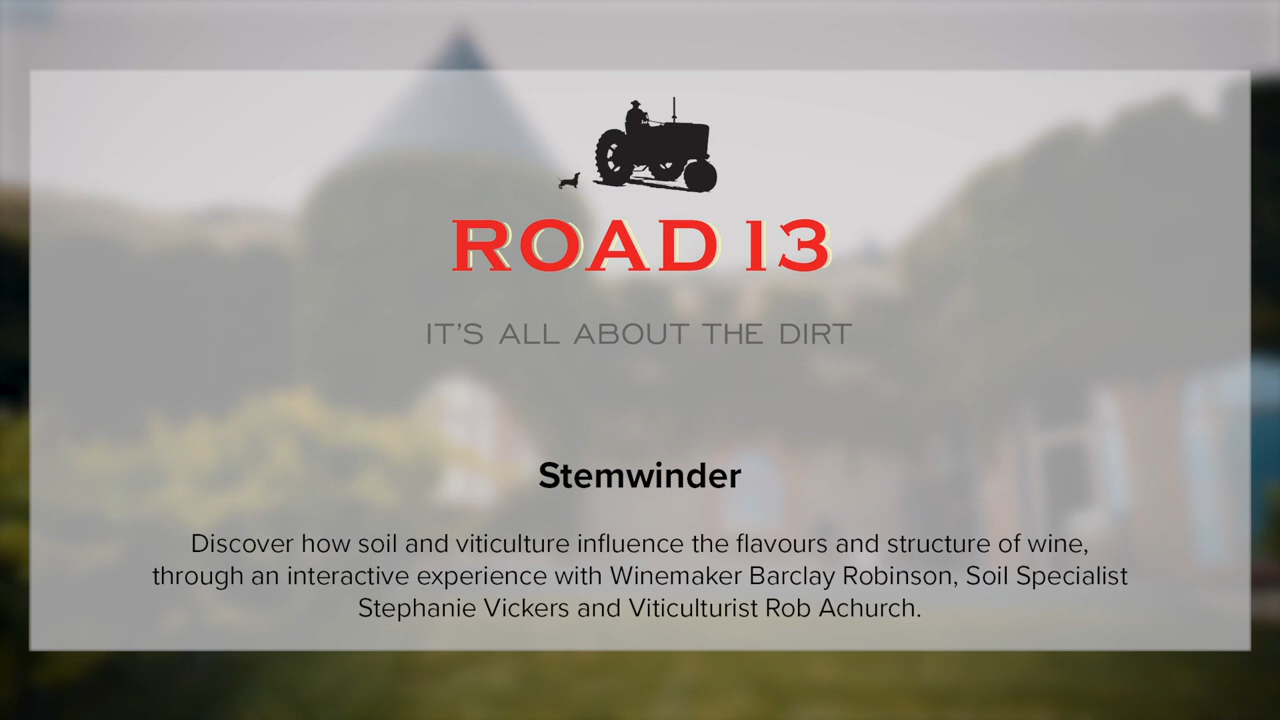 ROAD 13
IT'S ALL ABOUT THE DIRT
Stemwinder
Discover how soil and viticulture influence the flavours and structure of wine,
through an interactive experience with Winemaker Barclay Robinson, Soil Specialist
Stephanie Vickers and Viticulturist Rob Achurch.